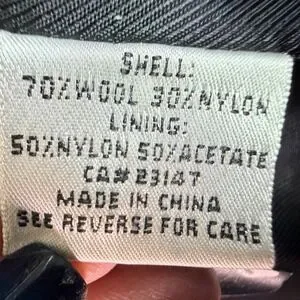 SHELL:
70%WOOL 30%NYLON
LINING:
50%NYLON 50%ACETATE
CA#23147
MADE IN CHINA
SEE REVERSE FOR CARE